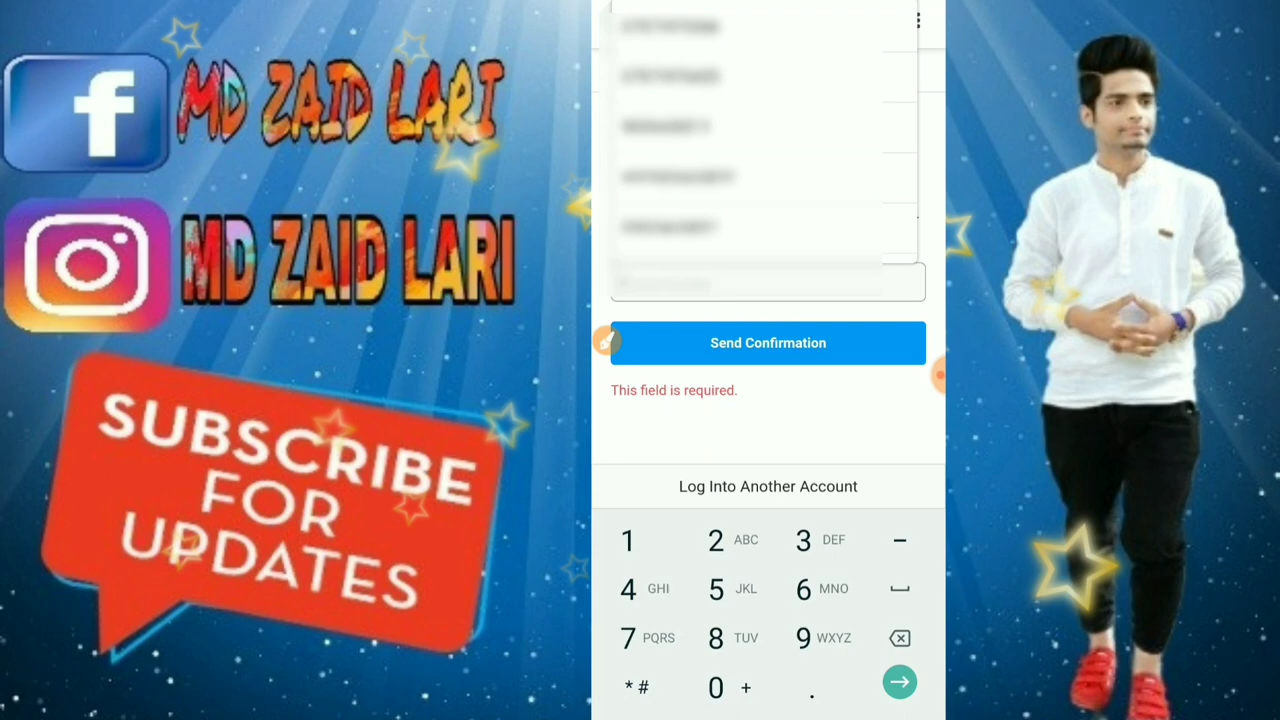 f
MD ZAID LARI
MD ZAID LARI
SUBSCRIBE
FOR
UPDATES
Send Confirmation
This field is required.
Log Into Another Account
1 2 ABC 3 DEF -
4 GHI 5 JKL 6 MNO
7 PQRS 8 TUV 9 WXYZ
* # 0 + .